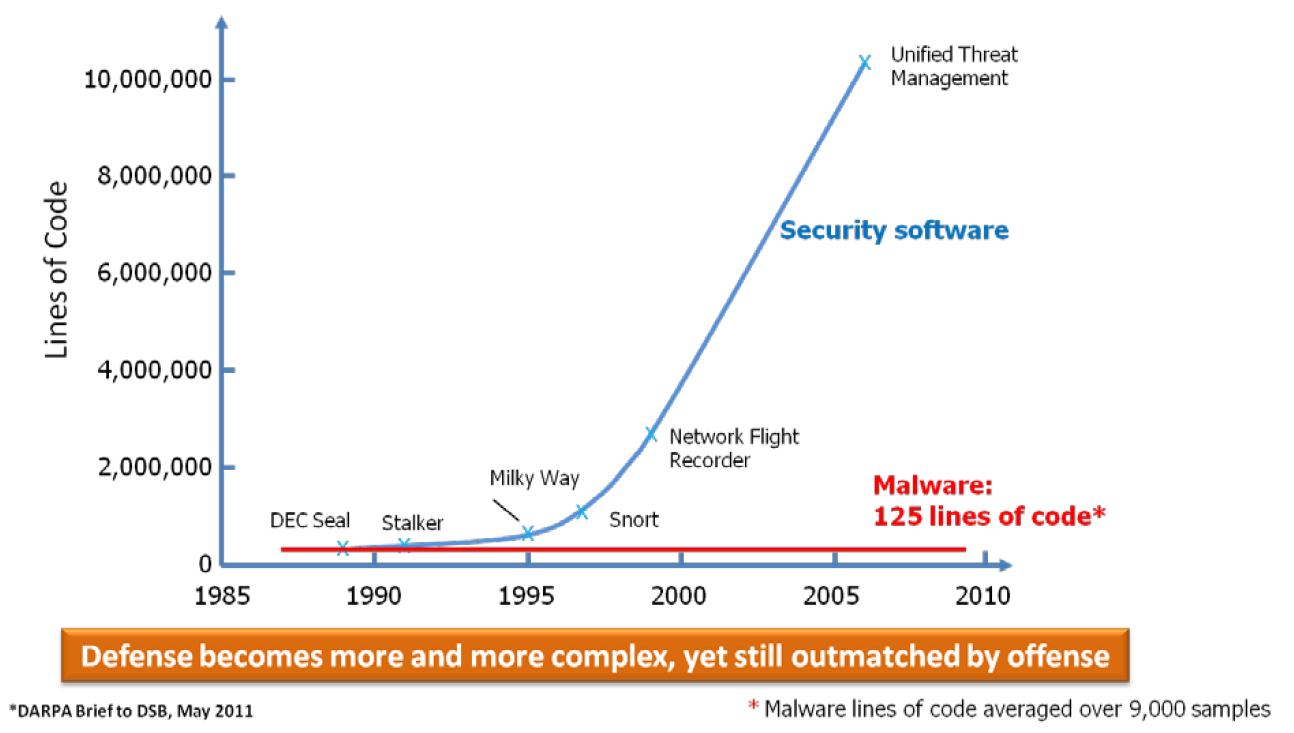 10,000,000
8,000,000
6,000,000
4,000,000
2,000,000
0
Lines of Code
1985
1990
1995
2000
2005
2010
DEC Seal
Stalker
Milky Way
Snort
Network Flight
Recorder
Unified Threat
Management
Security software
Malware:
125 lines of code*
Defense becomes more and more complex, yet still outmatched by offense
*DARPA Brief to DSB, May 2011
* Malware lines of code averaged over 9,000 samples